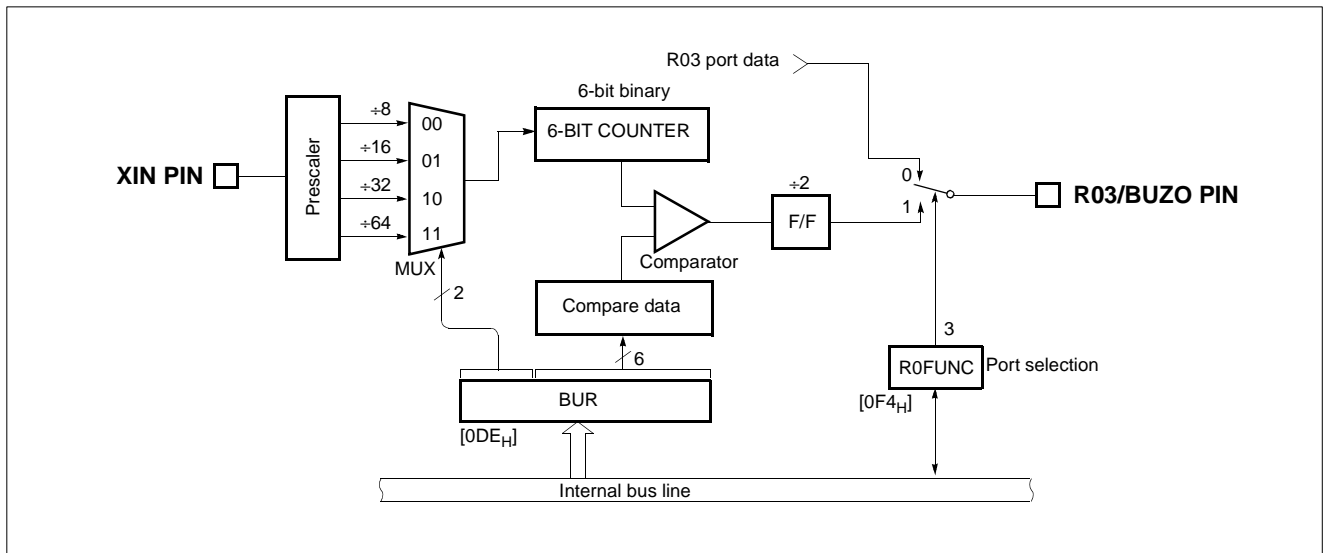 R03 port data
6-bit binary
6-BIT COUNTER
÷8
÷16
÷32
÷64
00
01
10
11
XIN PIN
Prescaler
MUX
2
÷2
F/F
Comparator
0
1
R03/BUZO PIN
Compare data
6
3
R0FUNC
Port selection
[0F4H]
BUR
[0DEH]
Internal bus line